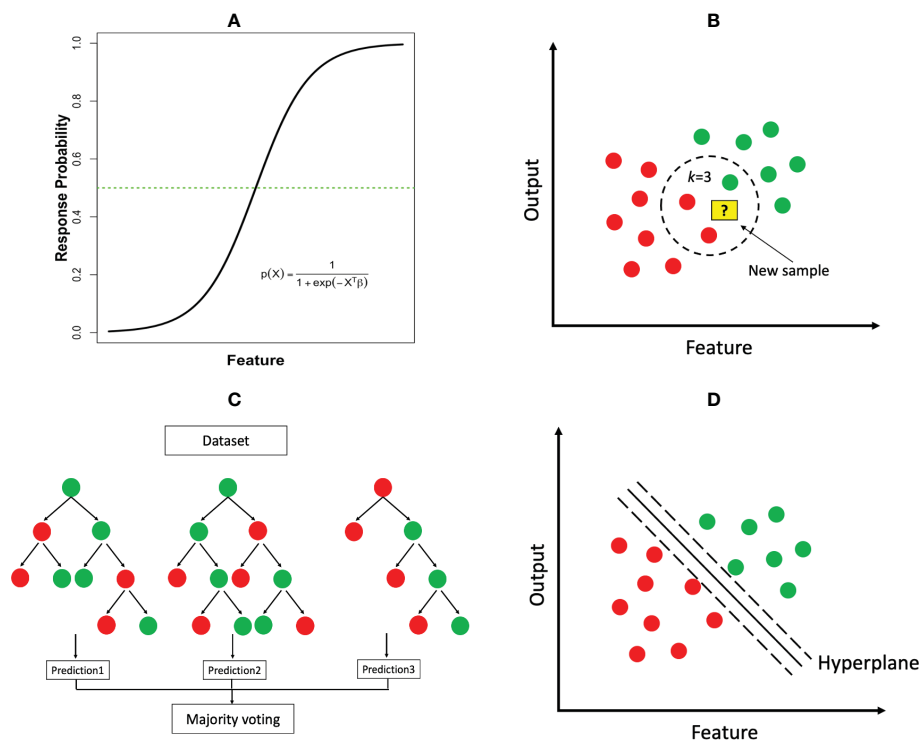 A
Response Probability
1.0
0.8
0.6
0.4
0.2
0.0
p(X) = 1 / (1 + exp(−XᵀΒ))
Feature
B
Output
k=3
?
New sample
Feature
C
Dataset
Prediction1
Prediction2
Prediction3
Majority voting
D
Output
Hyperplane
Feature